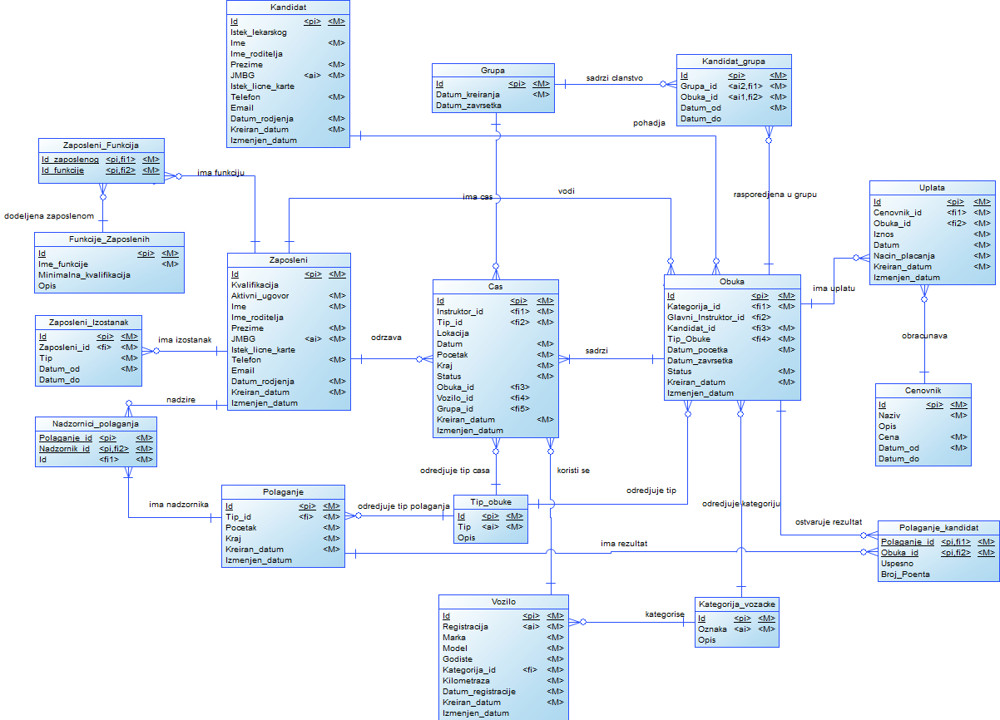 Kandidat
Id <pi> <M>
Istek_lekarskog
Ime <M>
Ime_roditelja
Prezime <M>
JMBG <ai> <M>
Istek_licne_karte
Telefon <M>
Email
Datum_rodjenja <M>
Kreiran_datum <M>
Izmenjen_datum
Grupa
Id <pi> <M>
Datum_kreiranja <M>
Datum_zavrsetka
sadrzi clanstvo
Kandidat_grupa
Id <pi> <M>
Grupa_id <ai2,fi1> <M>
Obuka_id <ai1,fi2> <M>
Datum_od <M>
Datum_do
pohadja
Zaposleni_Funkcija
Id_zaposlenog <pi,fi1> <M>
Id_funkcije <pi,fi2> <M>
ima funkciju
dodeljena zaposlenom
Funkcije_Zaposlenih
Id <pi> <M>
Ime_funkcije <M>
Minimalna_kvalifikacija
Opis
ima cas
vodi
rasporedjena u grupu
Uplata
Id <pi> <M>
Cenovnik_id <fi1> <M>
Obuka_id <fi2> <M>
Iznos <M>
Datum <M>
Nacin_placanja <M>
Kreiran_datum <M>
Izmenjen_datum
Zaposleni
Id <pi> <M>
Kvalifikacija
Aktivni_ugovor <M>
Ime <M>
Ime_roditelja
Prezime <M>
JMBG <ai> <M>
Istek_licne_karte
Telefon <M>
Email
Datum_rodjenja <M>
Kreiran_datum <M>
Izmenjen_datum
Cas
Id <pi> <M>
Instruktor_id <fi1> <M>
Tip_id <fi2> <M>
Lokacija
Datum <M>
Pocetak <M>
Kraj <M>
Status <M>
Obuka_id <fi3>
Vozilo_id <fi4>
Grupa_id <fi5>
Kreiran_datum <M>
Izmenjen_datum
Obuka
Id <pi> <M>
Kategorija_id <fi1> <M>
Glavni_Instruktor_id <fi2>
Kandidat_id <fi3> <M>
Tip_Obuke <fi4> <M>
Datum_pocetka <M>
Datum_zavrsetka
Status <M>
Kreiran_datum <M>
Izmenjen_datum
ima uplatu
obracunava
Zaposleni_Izostanak
Id <pi> <M>
Zaposleni_id <fi> <M>
Tip <M>
Datum_od <M>
Datum_do
ima izostanak
odrzava
sadrzi
Cenovnik
Id <pi> <M>
Naziv <M>
Opis
Cena <M>
Datum_od <M>
Datum_do
nadzire
Nadzornici_polaganja
Polaganje_id <pi> <M>
Nadzornik_id <pi,fi2> <M>
Id <fi1> <M>
ima nadzornika
Polaganje
Id <pi> <M>
Tip_id <fi> <M>
Pocetak <M>
Kraj <M>
Kreiran_datum <M>
Izmenjen_datum
odredjuje tip casa
koristi se
odredjuje tip polaganja
Tip_obuke
Id <pi> <M>
Tip <ai> <M>
Opis
odredjuje tip
odredjuje kategoriju
ostvaruje rezultat
Polaganje_kandidat
Polaganje_id <pi,fi1> <M>
Obuka_id <pi,fi2> <M>
Uspesno
Broj_Poenta
ima rezultat
Vozilo
Id <pi> <M>
Registracija <ai> <M>
Marka <M>
Model <M>
Godiste <M>
Kategorija_id <fi> <M>
Kilometraza <M>
Datum_registracije <M>
Kreiran_datum <M>
Izmenjen_datum
kategorise
Kategorija_vozacke
Id <pi> <M>
Oznaka <ai> <M>
Opis